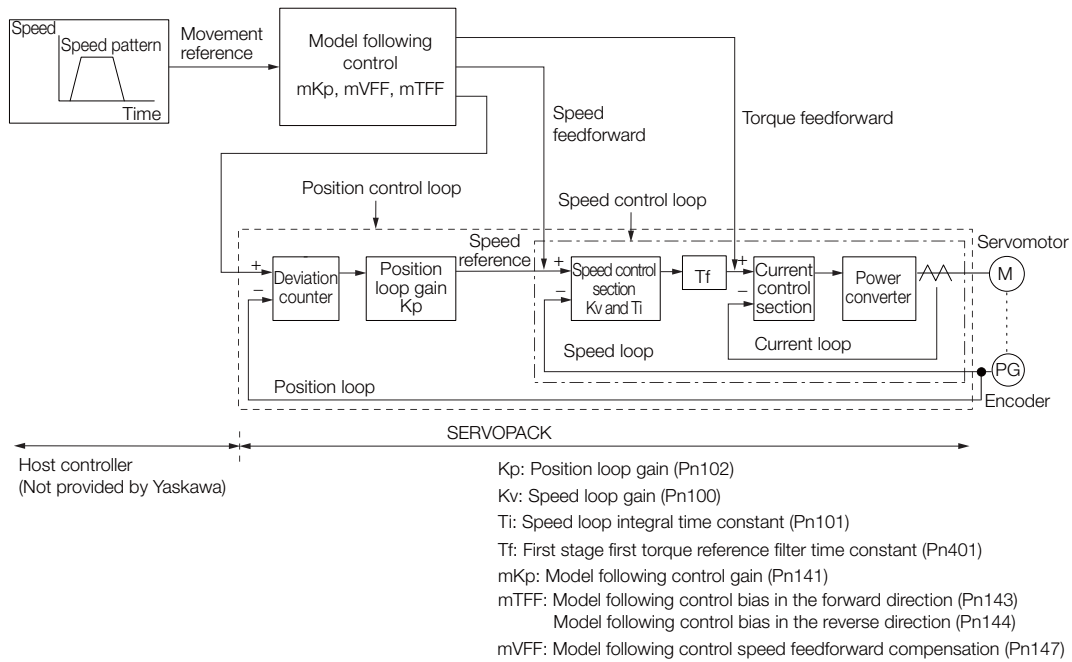 Speed
Speed pattern
Time
Movement
reference
Model following
control
mKp, mVFF, mTFF
Speed
feedforward
Torque feedforward
Position control loop
Speed control loop
Speed
reference
Servomotor
+
−
Deviation
counter
Position
loop gain
Kp
+
−
Speed control
section
Kv and Ti
Tf
+
−
Current
control
section
Power
converter
M
Speed loop
Current loop
Position loop
PG
Encoder
SERVOPACK
Host controller
(Not provided by Yaskawa)
Kp: Position loop gain (Pn102)
Kv: Speed loop gain (Pn100)
Ti: Speed loop integral time constant (Pn101)
Tf: First stage first torque reference filter time constant (Pn401)
mKp: Model following control gain (Pn141)
mTFF: Model following control bias in the forward direction (Pn143)
Model following control bias in the reverse direction (Pn144)
mVFF: Model following control speed feedforward compensation (Pn147)